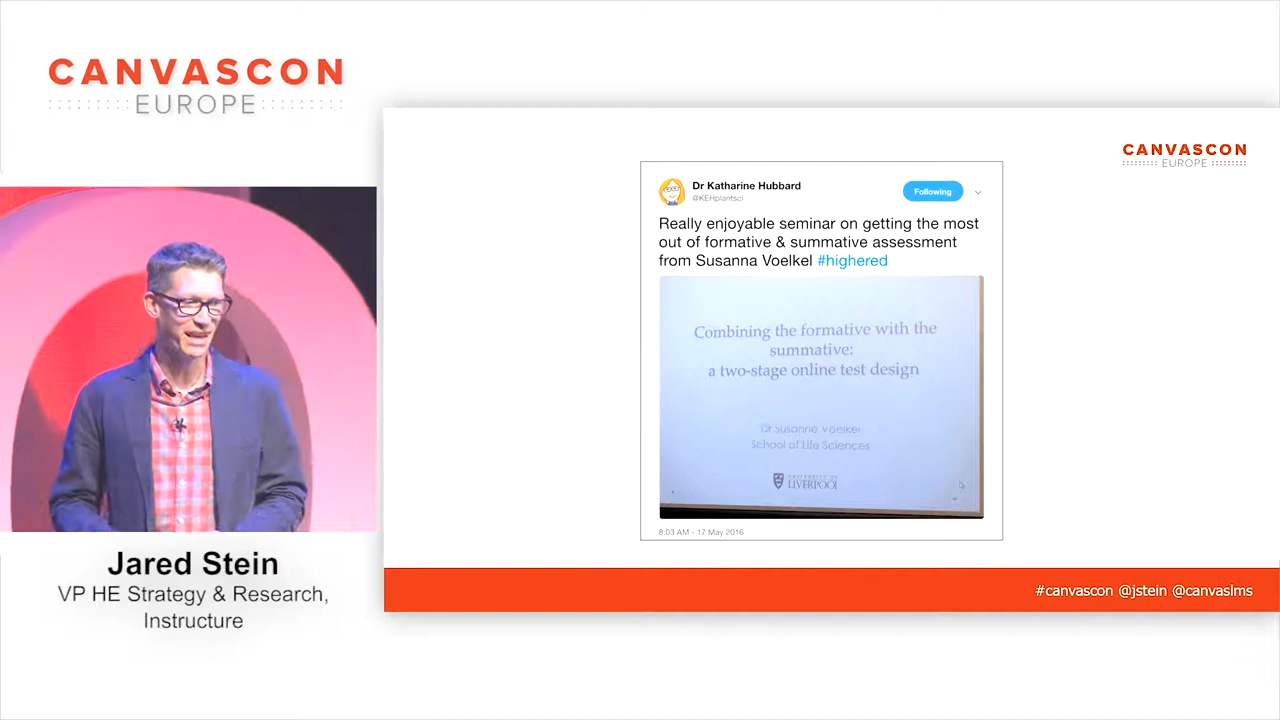 CANVASCON
EUROPE
CANVASCON
EUROPE
Dr Katharine Hubbard
@KEHplantsci
Following
Really enjoyable seminar on getting the most
out of formative & summative assessment
from Susanna Voelkel #highered
Combining the formative with the
summative:
a two-stage online test design
Dr Susanne Voelkel
School of Life Sciences
UNIVERSITY OF
LIVERPOOL
8:03 AM - 17 May 2016
Jared Stein
VP HE Strategy & Research,
Instructure
#canvascon @jstein @canvaslms